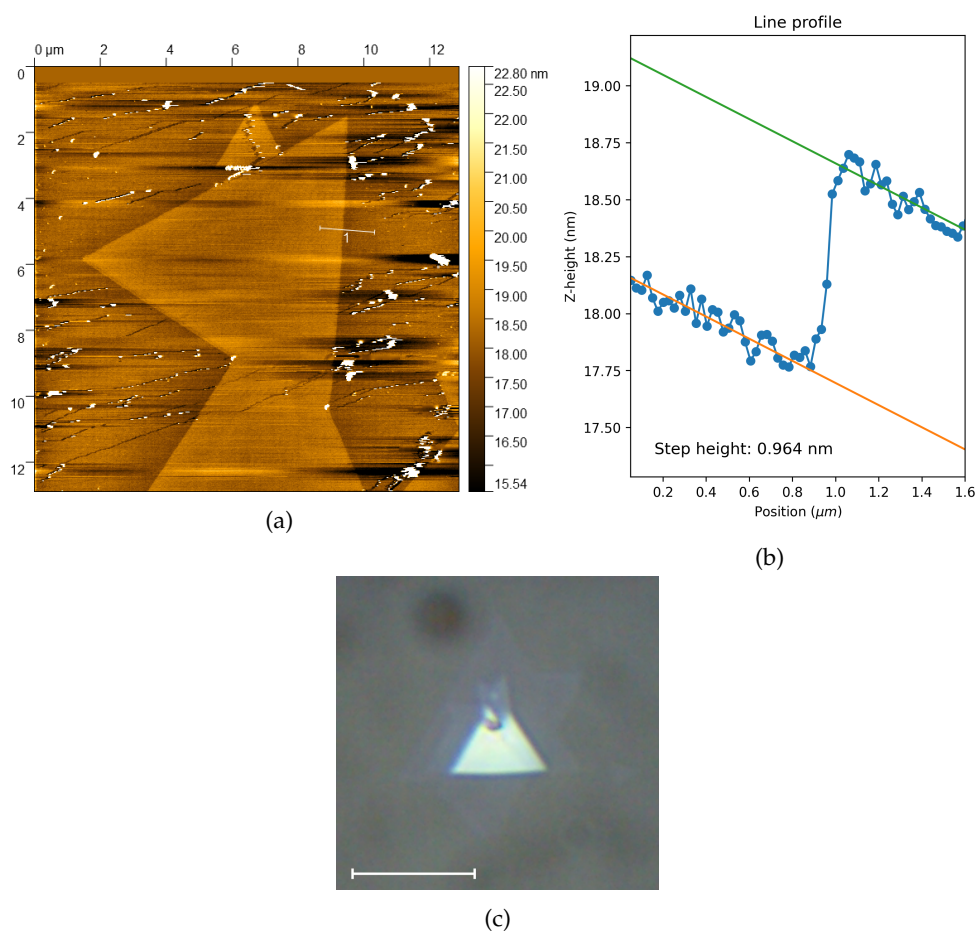 0 µm 2 4 6 8 10 12
0
2
4
6
8
10
12
1
22.80 nm
22.50
22.00
21.50
21.00
20.50
20.00
19.50
19.00
18.50
18.00
17.50
17.00
16.50
15.54
(a)
Line profile
Z-height (nm)
19.00
18.75
18.50
18.25
18.00
17.75
17.50
Step height: 0.964 nm
0.2 0.4 0.6 0.8 1.0 1.2 1.4 1.6
Position (µm)
(b)
(c)